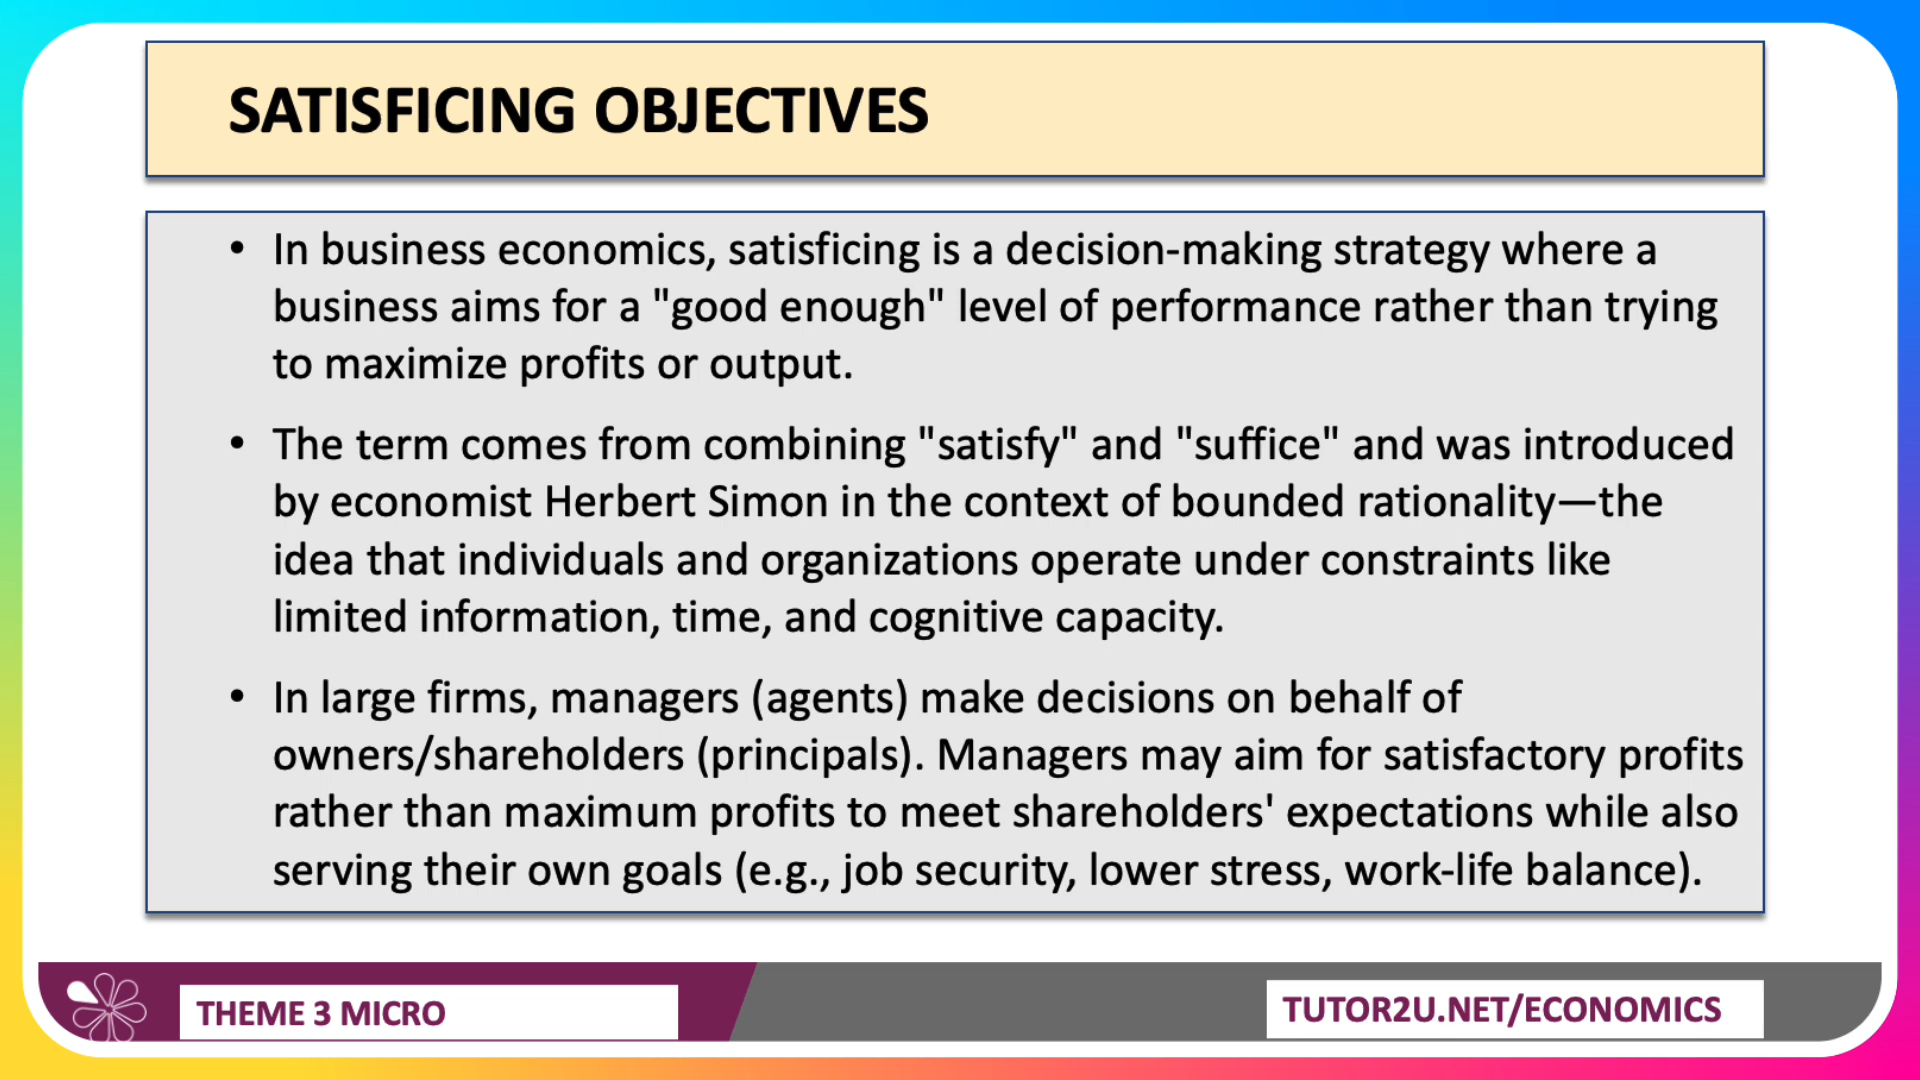 SATISFICING OBJECTIVES
• In business economics, satisficing is a decision-making strategy where a
business aims for a "good enough" level of performance rather than trying
to maximize profits or output.
• The term comes from combining "satisfy" and "suffice" and was introduced
by economist Herbert Simon in the context of bounded rationality—the
idea that individuals and organizations operate under constraints like
limited information, time, and cognitive capacity.
• In large firms, managers (agents) make decisions on behalf of
owners/shareholders (principals). Managers may aim for satisfactory profits
rather than maximum profits to meet shareholders' expectations while also
serving their own goals (e.g., job security, lower stress, work-life balance).
THEME 3 MICRO
TUTOR2U.NET/ECONOMICS